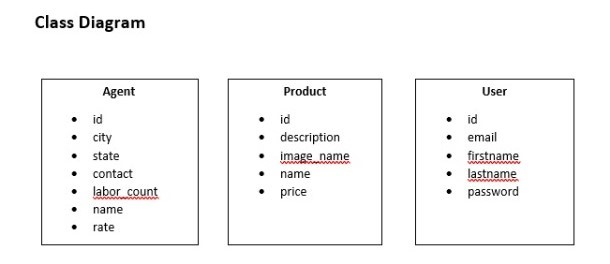 Class Diagram
Agent
id
city
state
contact
labor_count
name
rate
Product
id
description
image_name
name
price
User
id
email
firstname
lastname
password